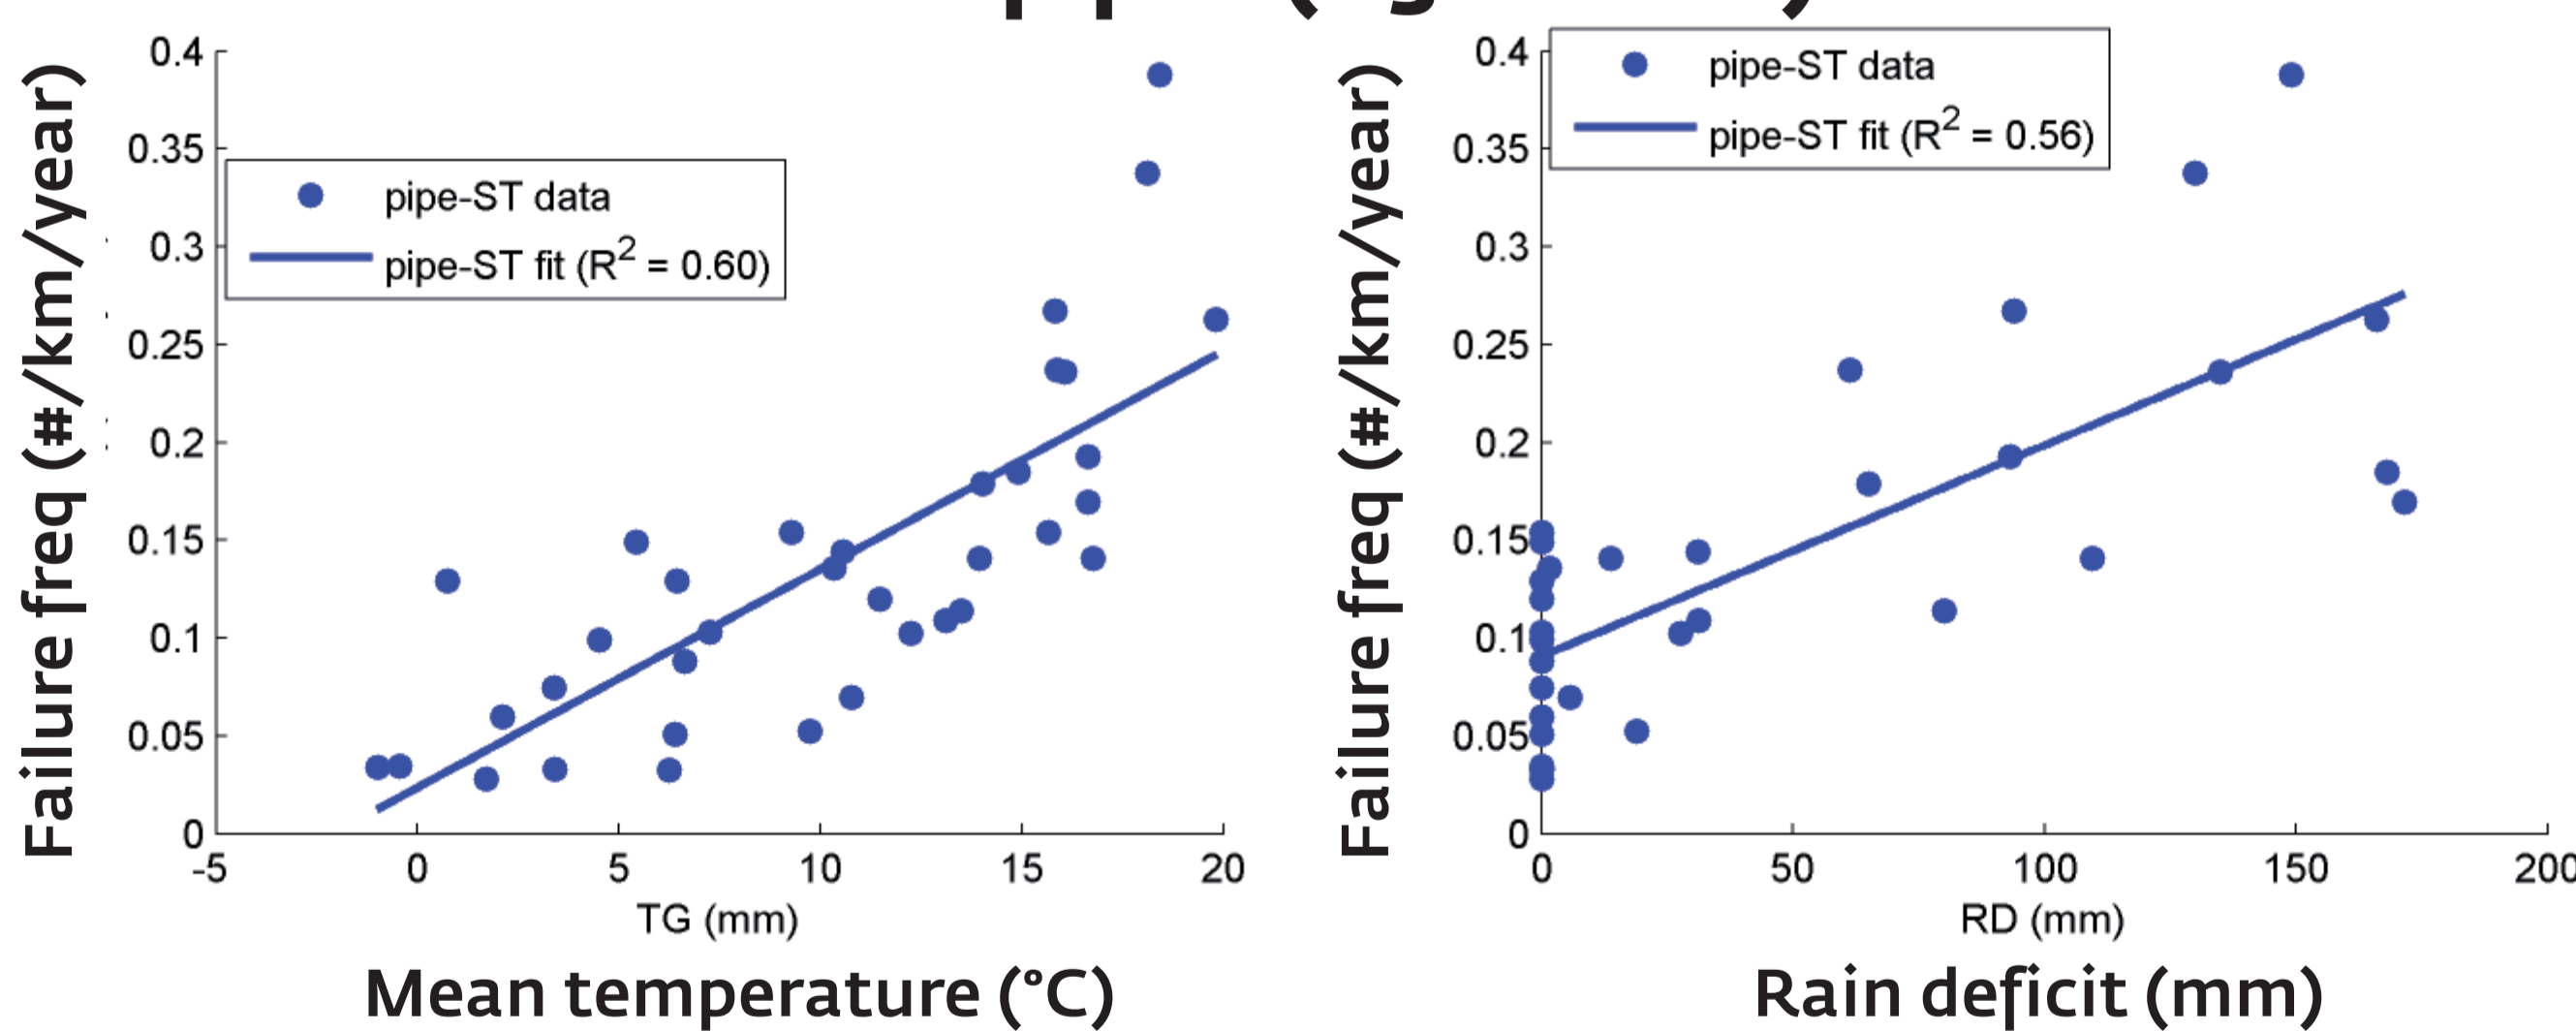 Failure freq (#/km/year)
0.4
0.35
0.3
0.25
0.2
0.15
0.1
0.05
0
pipe-ST data
pipe-ST fit (R² = 0.60)
-5 0 5 10 15 20
TG (mm)
Mean temperature (°C)
Failure freq (#/km/year)
0.4
0.35
0.3
0.25
0.2
0.15
0.1
0.05
0
pipe-ST data
pipe-ST fit (R² = 0.56)
0 50 100 150 200
RD (mm)
Rain deficit (mm)